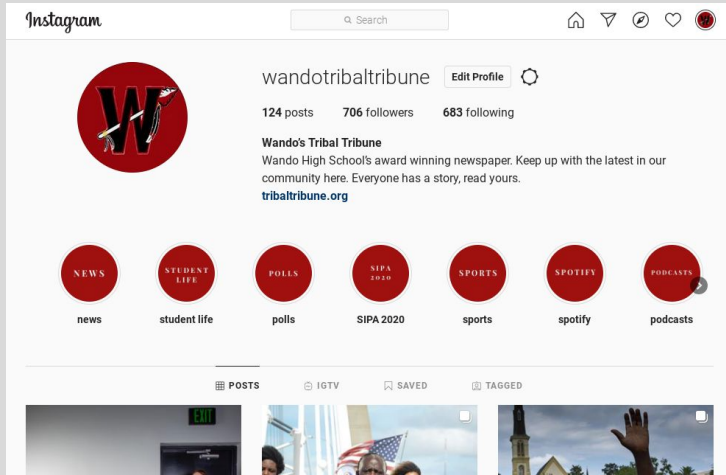 Instagram
Search
wandotribaltribune Edit Profile
124 posts 706 followers 683 following
Wando's Tribal Tribune
Wando High School's award winning newspaper. Keep up with the latest in our
community here. Everyone has a story, read yours.
tribaltribune.org
NEWS
STUDENT
LIFE
POLLS
SIPA
2020
SPORTS
SPOTIFY
PODCASTS
news student life polls SIPA 2020 sports spotify podcasts
POSTS IGTV SAVED TAGGED
W
EXIT